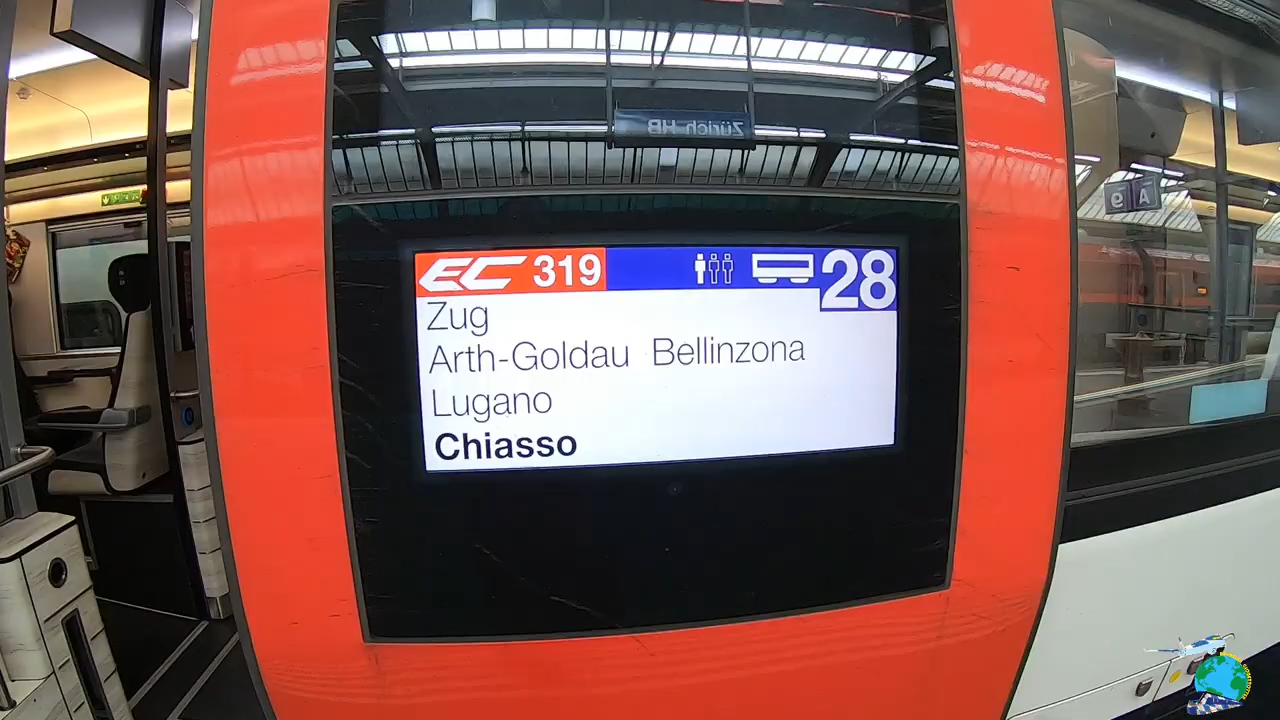 Zürich HB
EC 319 28
Zug
Arth-Goldau Bellinzona
Lugano
Chiasso